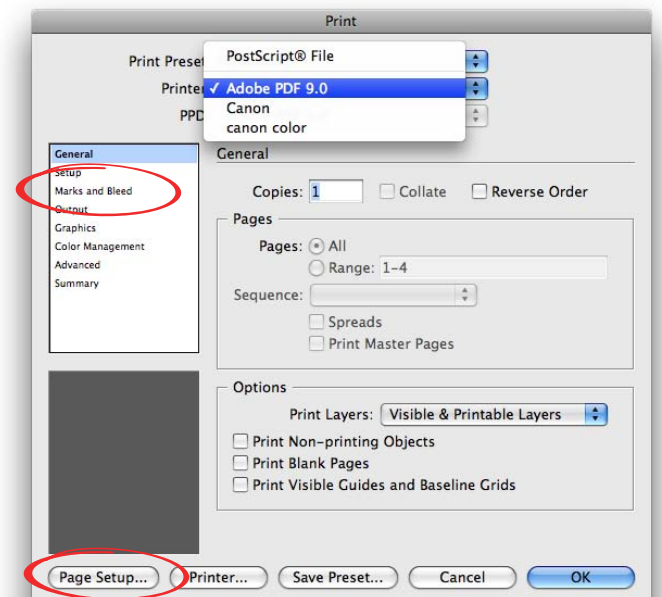 Print
Print Preset
PostScript® File
Printer
✓ Adobe PDF 9.0
Canon
PPD
canon color
General
Setup
Marks and Bleed
Output
Graphics
Color Management
Advanced
Summary
General
Copies: 1 Collate Reverse Order
Pages
Pages: All
Range: 1-4
Sequence:
Spreads
Print Master Pages
Options
Print Layers: Visible & Printable Layers
Print Non-printing Objects
Print Blank Pages
Print Visible Guides and Baseline Grids
Page Setup... Printer... Save Preset... Cancel OK